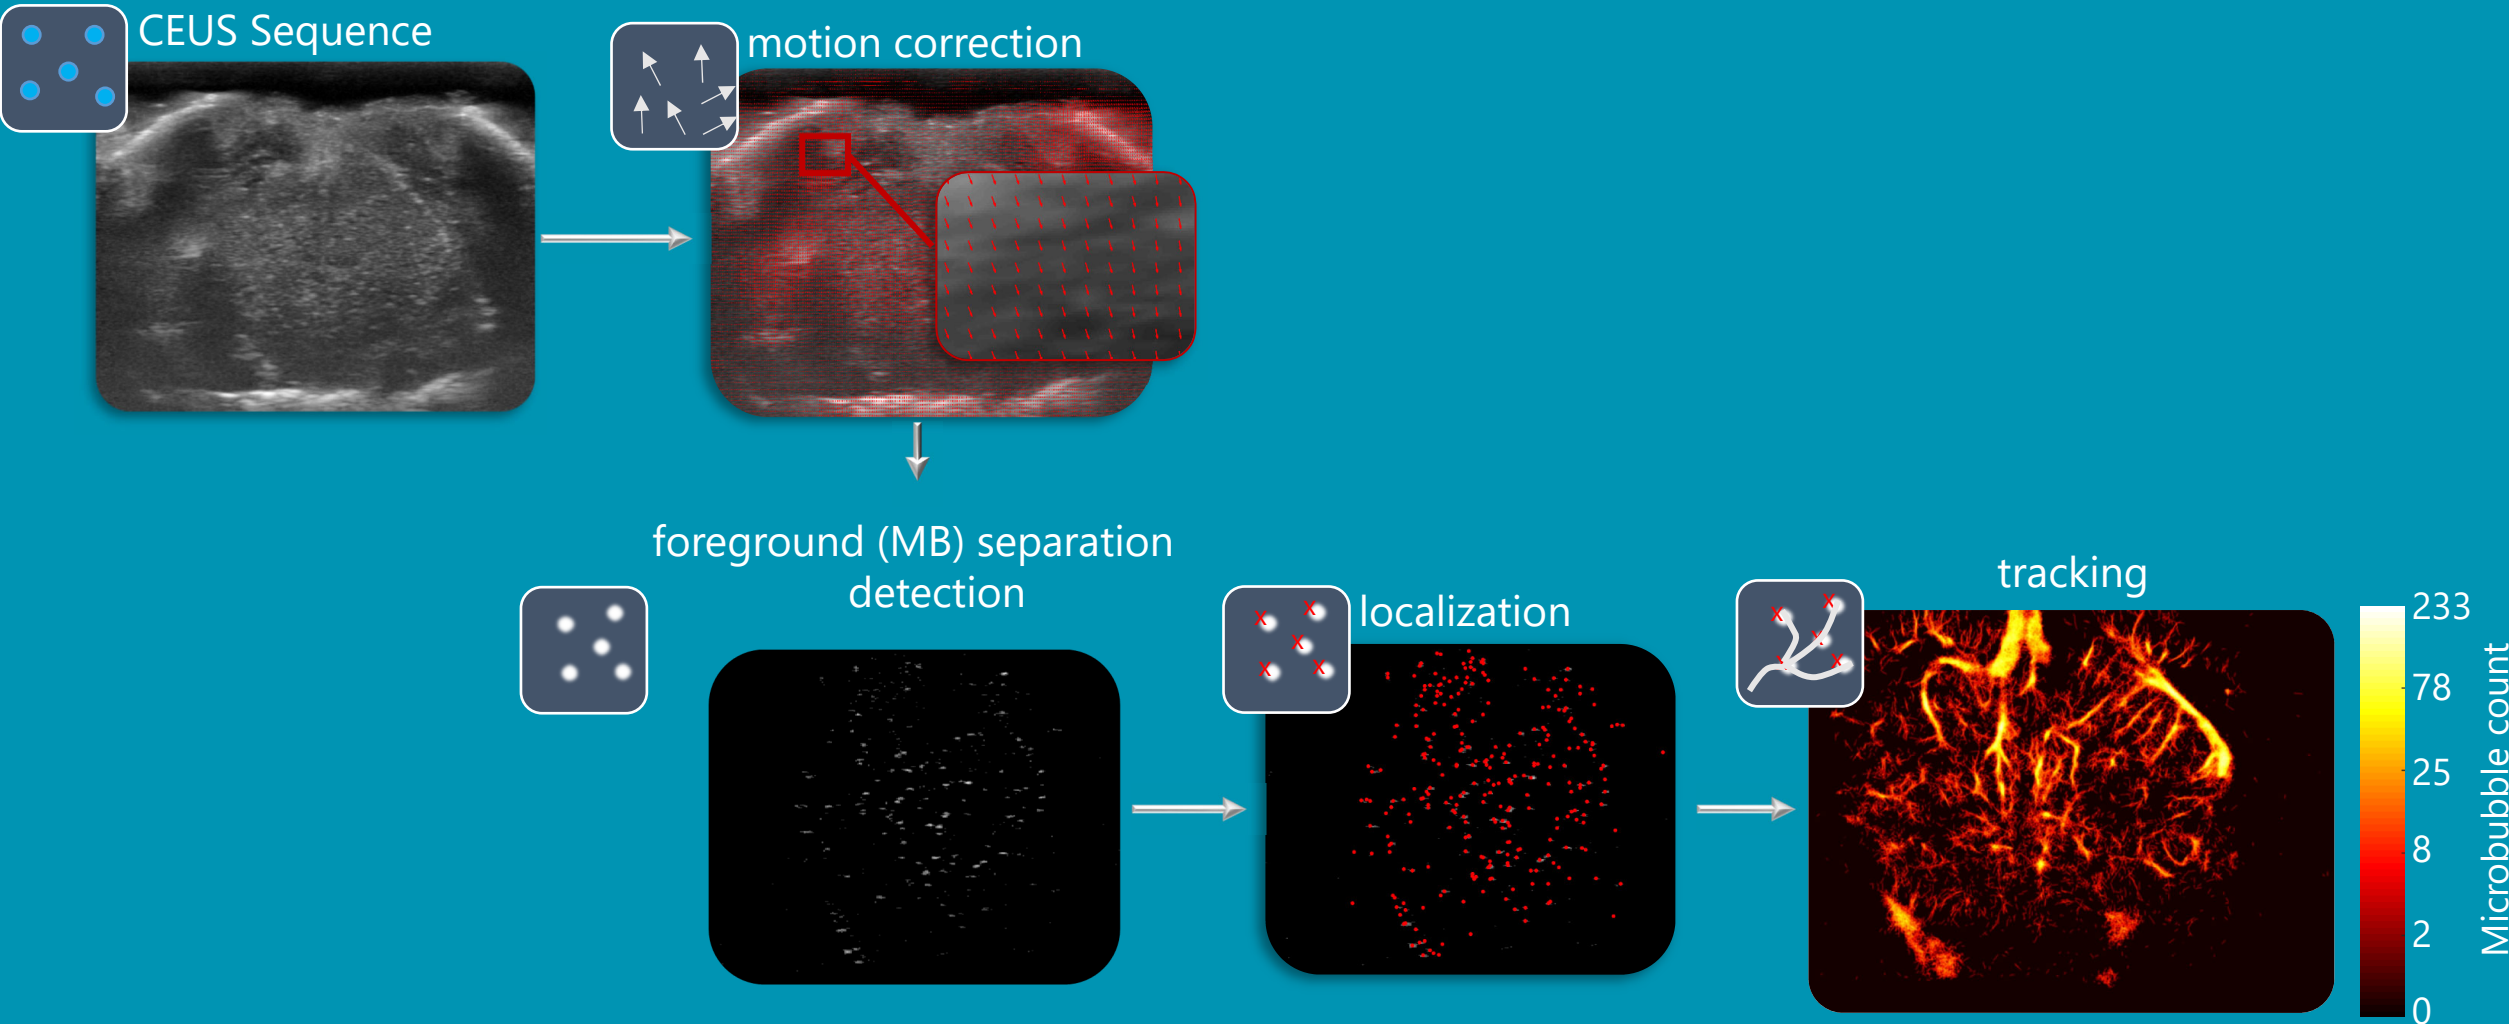 CEUS Sequence
motion correction
foreground (MB) separation
detection
localization
tracking
X X X X X
X X X X X
233
78
25
8
2
0
Microbubble count